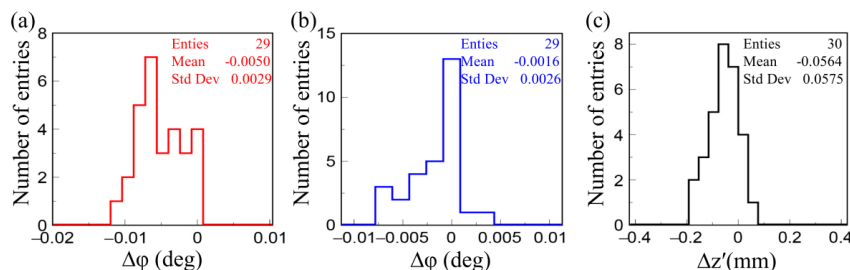 (a)
Number of entries
8
6
4
2
0
Enties 29
Mean -0.0050
Std Dev 0.0029
−0.02 −0.01 0 0.01
Δφ (deg)
(b)
Number of entries
15
10
5
0
Enties 29
Mean -0.0016
Std Dev 0.0026
−0.01 −0.005 0 0.005 0.01
Δφ (deg)
(c)
Number of entries
8
6
4
2
0
Enties 30
Mean -0.0564
Std Dev 0.0575
−0.4 −0.2 0 0.2 0.4
Δz′(mm)